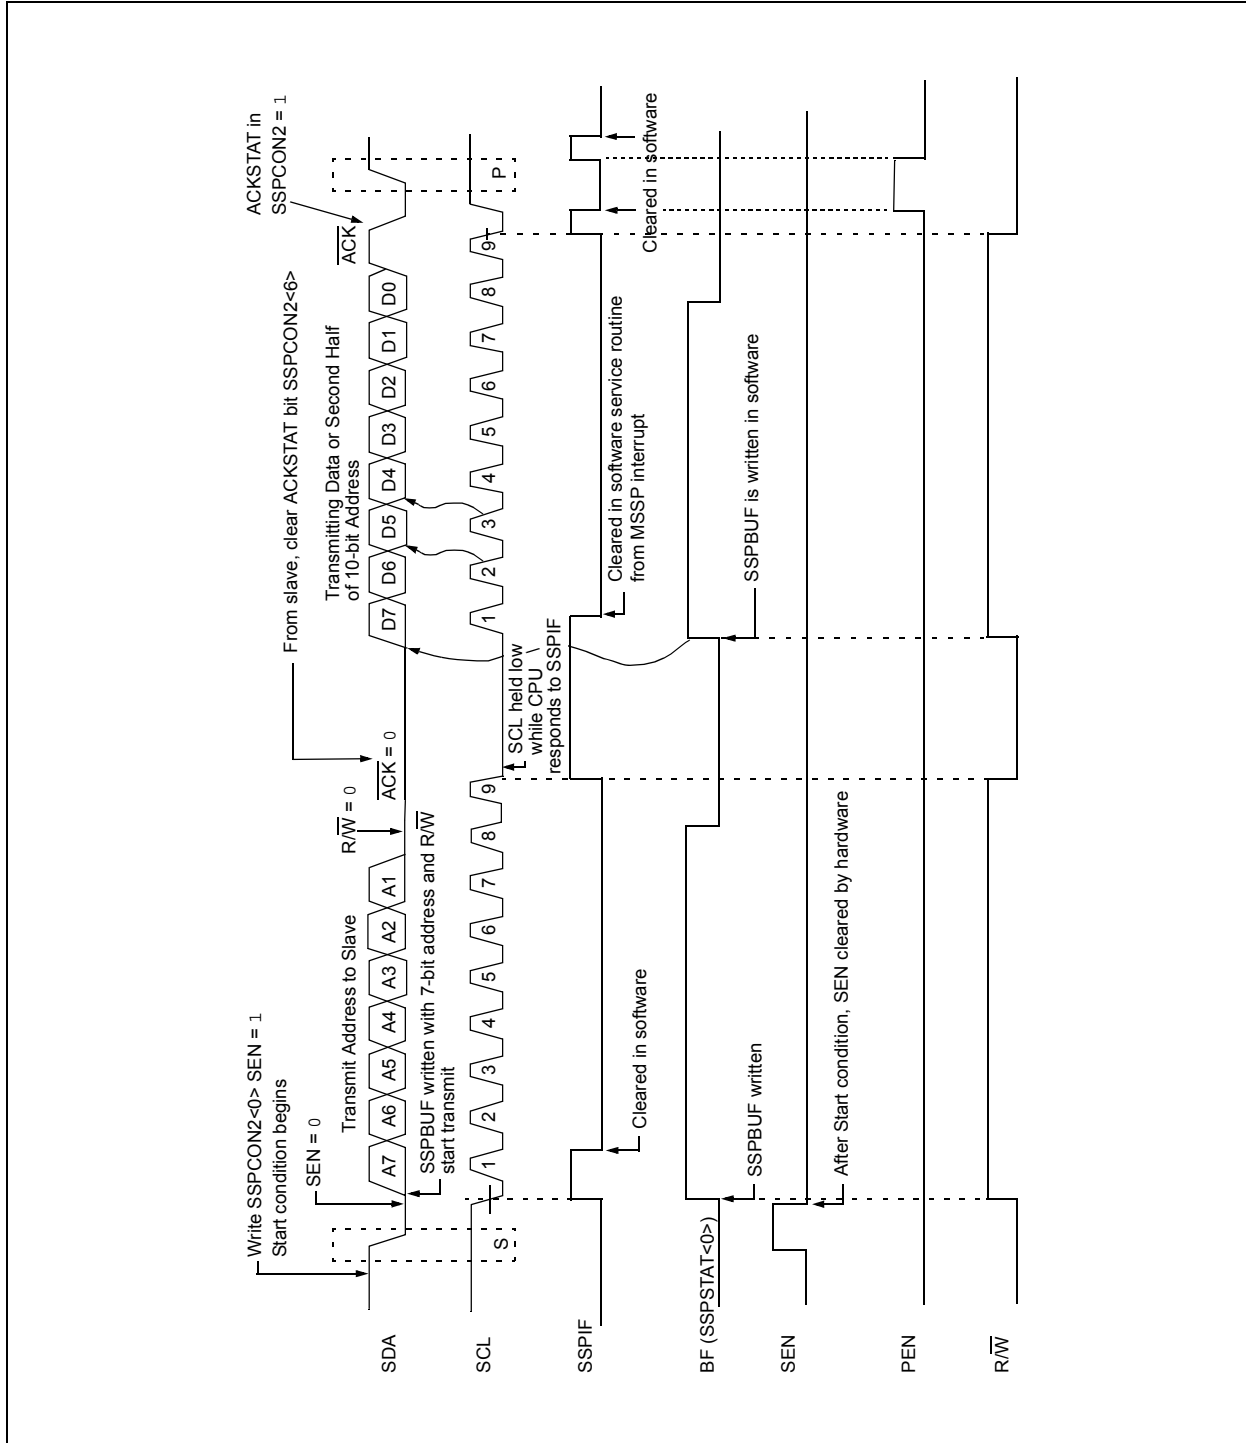 Write SSPCON2<0> SEN = 1
Start condition begins
SEN = 0
Transmit Address to Slave
R/W = 0
From slave, clear ACKSTAT bit SSPCON2<6>
ACK = 0
Transmitting Data or Second Half
of 10-bit Address
ACKSTAT in
SSPCON2 = 1
ACK
SDA
A7 A6 A5 A4 A3 A2 A1 D7 D6 D5 D4 D3 D2 D1 D0
SSPBUF written with 7-bit address and R/W
start transmit
SCL
S 1 2 3 4 5 6 7 8 9 1 2 3 4 5 6 7 8 9 P
SCL held low
while CPU
responds to SSPIF
SSPIF
Cleared in software
Cleared in software service routine
from MSSP interrupt
Cleared in software
BF (SSPSTAT<0>)
SSPBUF written
SSPBUF is written in software
SEN
After Start condition, SEN cleared by hardware
PEN
R/W